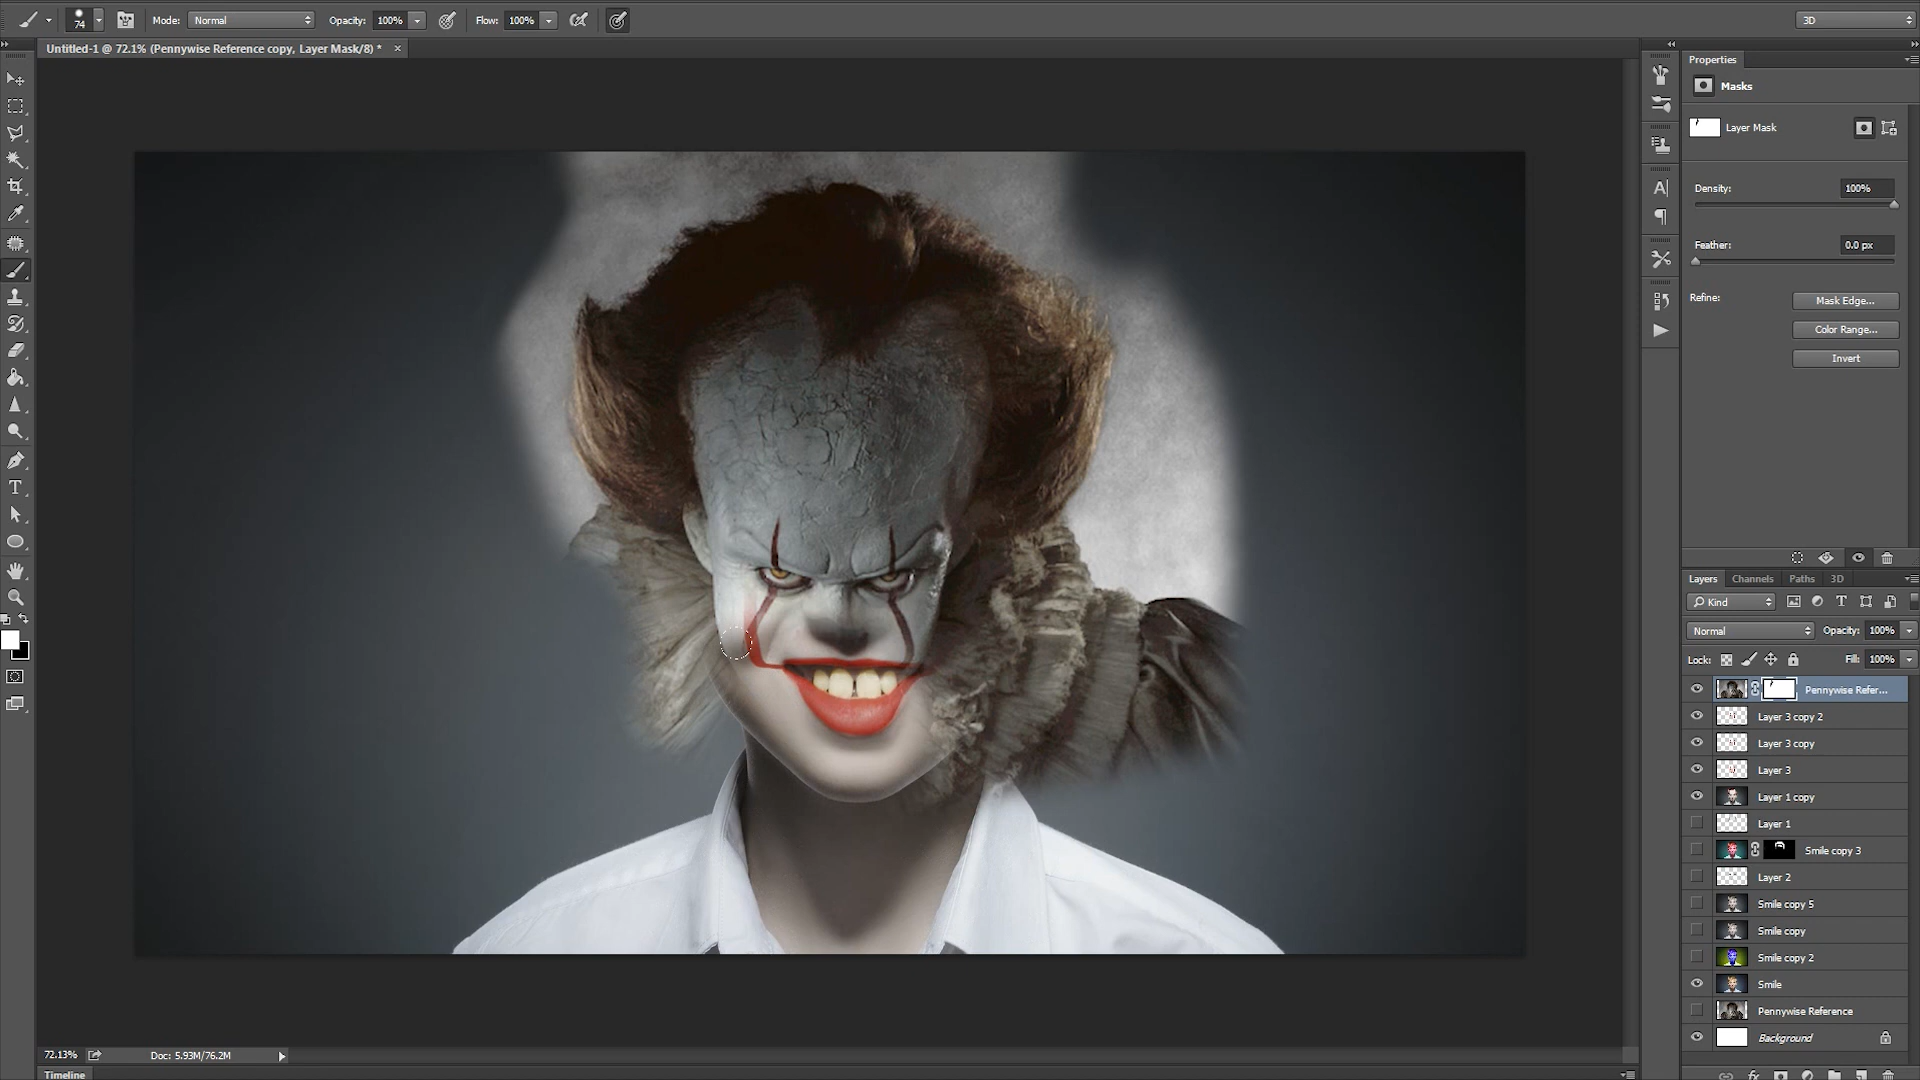 74 Mode: Normal Opacity: 100% Flow: 100% 3D
Untitled-1 @ 72.1% (Pennywise Reference copy, Layer Mask/8) * ×
Properties
Masks
Layer Mask
Density: 100%
Feather: 0.0 px
Refine: Mask Edge...
Color Range...
Invert
Layers Channels Paths 3D
Kind
Normal Opacity: 100%
Lock: Fill: 100%
Pennywise Refer...
Layer 3 copy 2
Layer 3 copy
Layer 3
Layer 1 copy
Layer 1
Smile copy 3
Layer 2
Smile copy 5
Smile copy
Smile copy 2
Smile
Pennywise Reference
Background
72.13% Doc: 5.93M/76.2M
Timeline